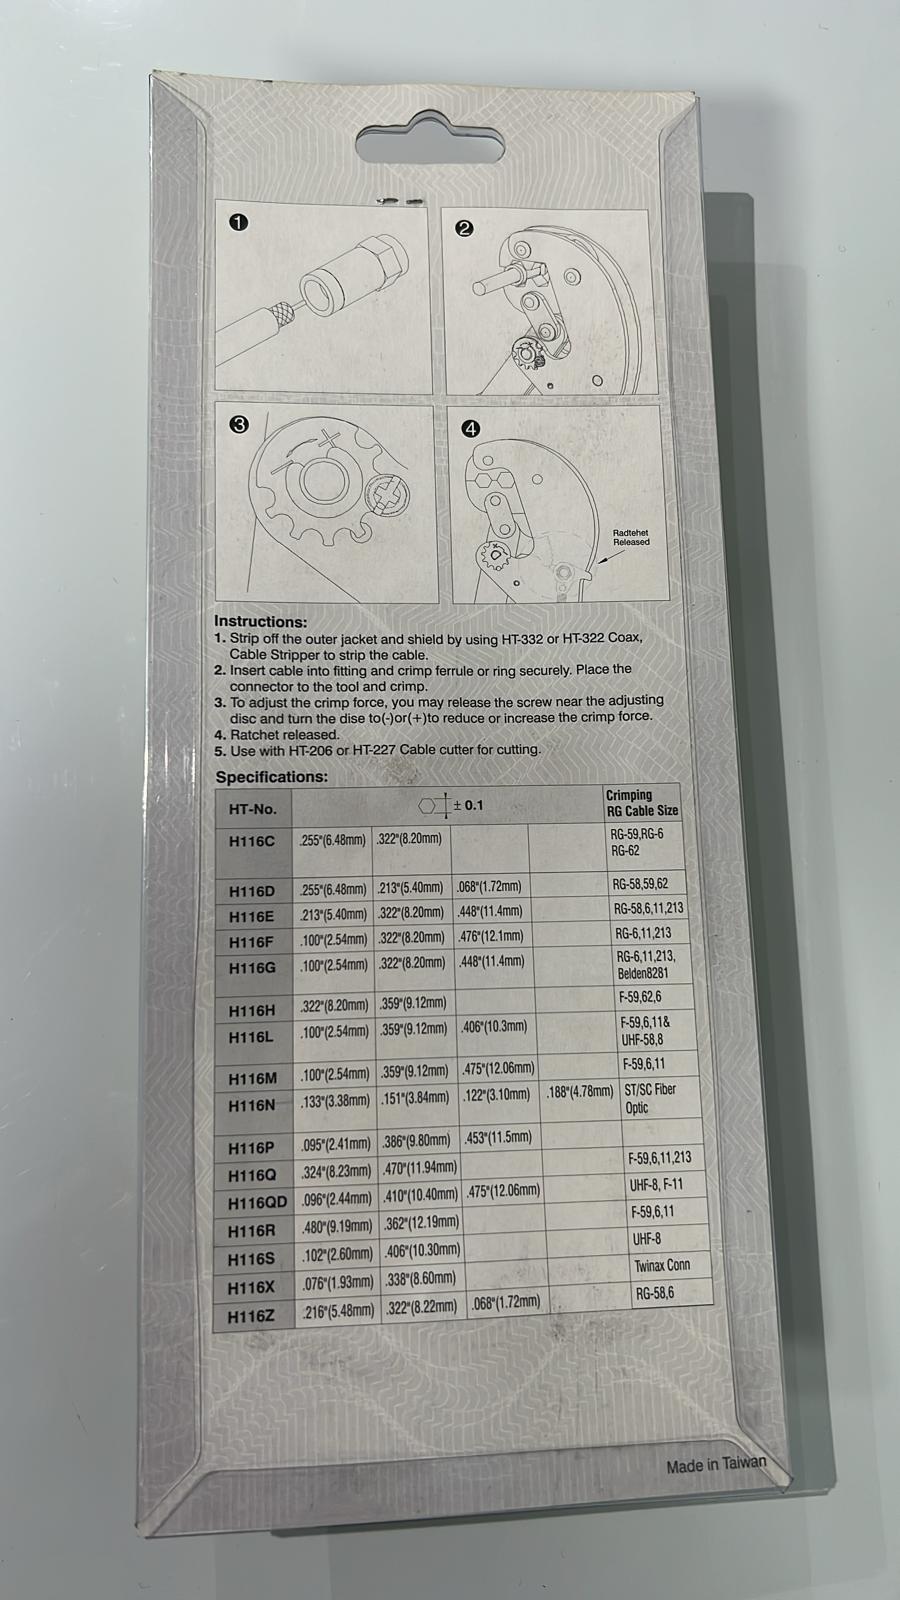 1
2
3
4
Radtehet
Released
Instructions:
1. Strip off the outer jacket and shield by using HT-332 or HT-322 Coax,
Cable Stripper to strip the cable.
2. Insert cable into fitting and crimp ferrule or ring securely. Place the
connector to the tool and crimp.
3. To adjust the crimp force, you may release the screw near the adjusting
disc and turn the dise to(-)or(+)to reduce or increase the crimp force.
4. Ratchet released.
5. Use with HT-206 or HT-227 Cable cutter for cutting.
Specifications:
HT-No. ± 0.1 Crimping
RG Cable Size
H116C .255"(6.48mm) .322"(8.20mm) RG-59,RG-6
RG-62
H116D .255"(6.48mm) .213"(5.40mm) .068"(1.72mm) RG-58,59,62
H116E .213"(5.40mm) .322"(8.20mm) .448"(11.4mm) RG-58,6,11,213
H116F .100"(2.54mm) .322"(8.20mm) .476"(12.1mm) RG-6,11,213
H116G .100"(2.54mm) .322"(8.20mm) .448"(11.4mm) RG-6,11,213,
Belden8281
H116H .322"(8.20mm) .359"(9.12mm) F-59,62,6
H116L .100"(2.54mm) .359"(9.12mm) .406"(10.3mm) F-59,6,11&
UHF-58,8
H116M .100"(2.54mm) .359"(9.12mm) .475"(12.06mm) F-59,6,11
H116N .133"(3.38mm) .151"(3.84mm) .122"(3.10mm) .188"(4.78mm) ST/SC Fiber
Optic
H116P .095"(2.41mm) .386"(9.80mm) .453"(11.5mm)
H116Q .324"(8.23mm) .470"(11.94mm) F-59,6,11,213
H116QD .096"(2.44mm) .410"(10.40mm) .475"(12.06mm) UHF-8, F-11
H116R .480"(9.19mm) .362"(12.19mm) F-59,6,11
H116S .102"(2.60mm) .406"(10.30mm) UHF-8
H116X .076"(1.93mm) .338"(8.60mm) Twinax Conn
H116Z .216"(5.48mm) .322"(8.22mm) .068"(1.72mm) RG-58,6
Made in Taiwan